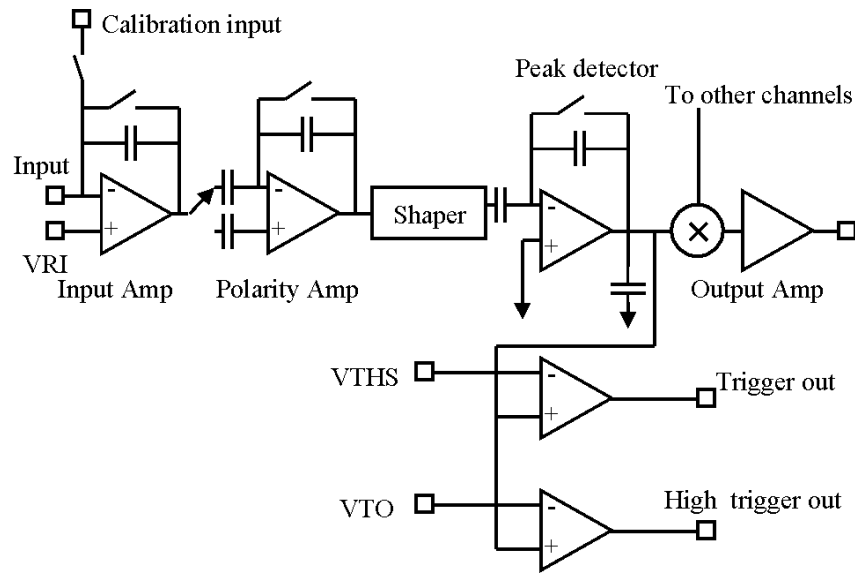 Calibration input
Peak detector
To other channels
Input
-
+
-
+
Shaper
-
+
×
VRI
Input Amp
Polarity Amp
Output Amp
VTHS
-
+
Trigger out
VTO
-
+
High trigger out